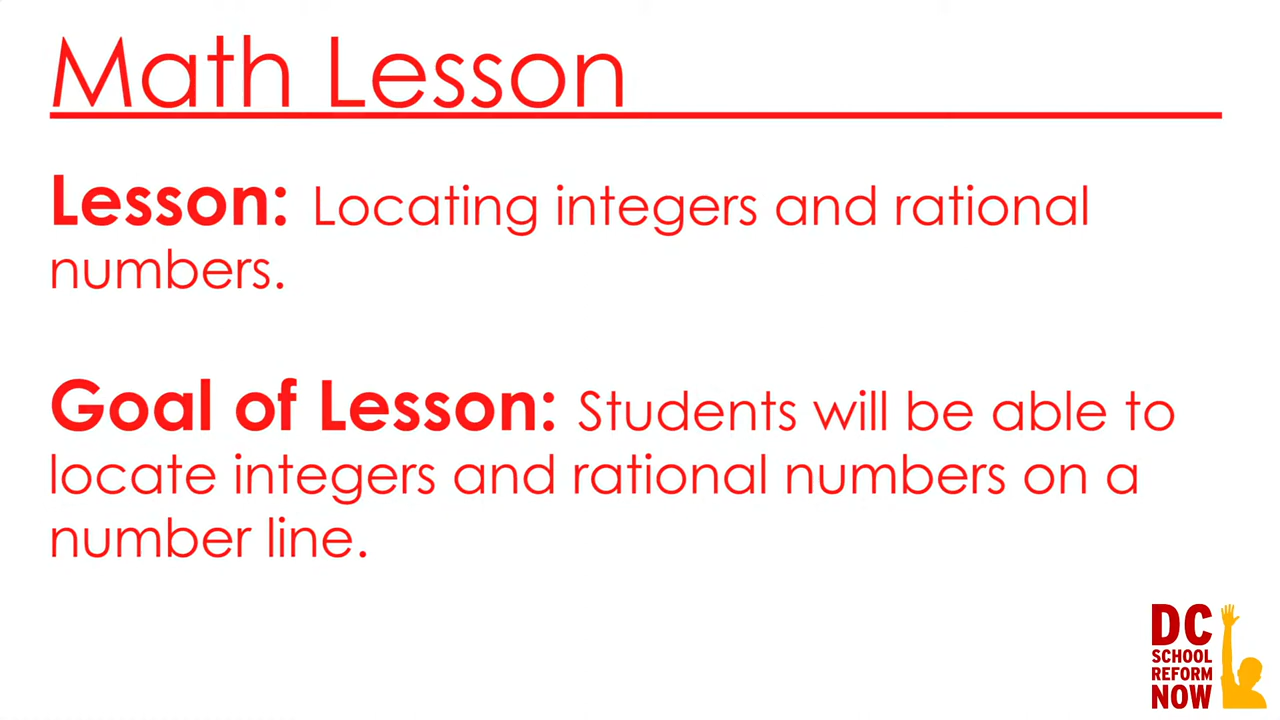 Math Lesson
Lesson: Locating integers and rational
numbers.
Goal of Lesson: Students will be able to
locate integers and rational numbers on a
number line.
DC
SCHOOL
REFORM
NOW